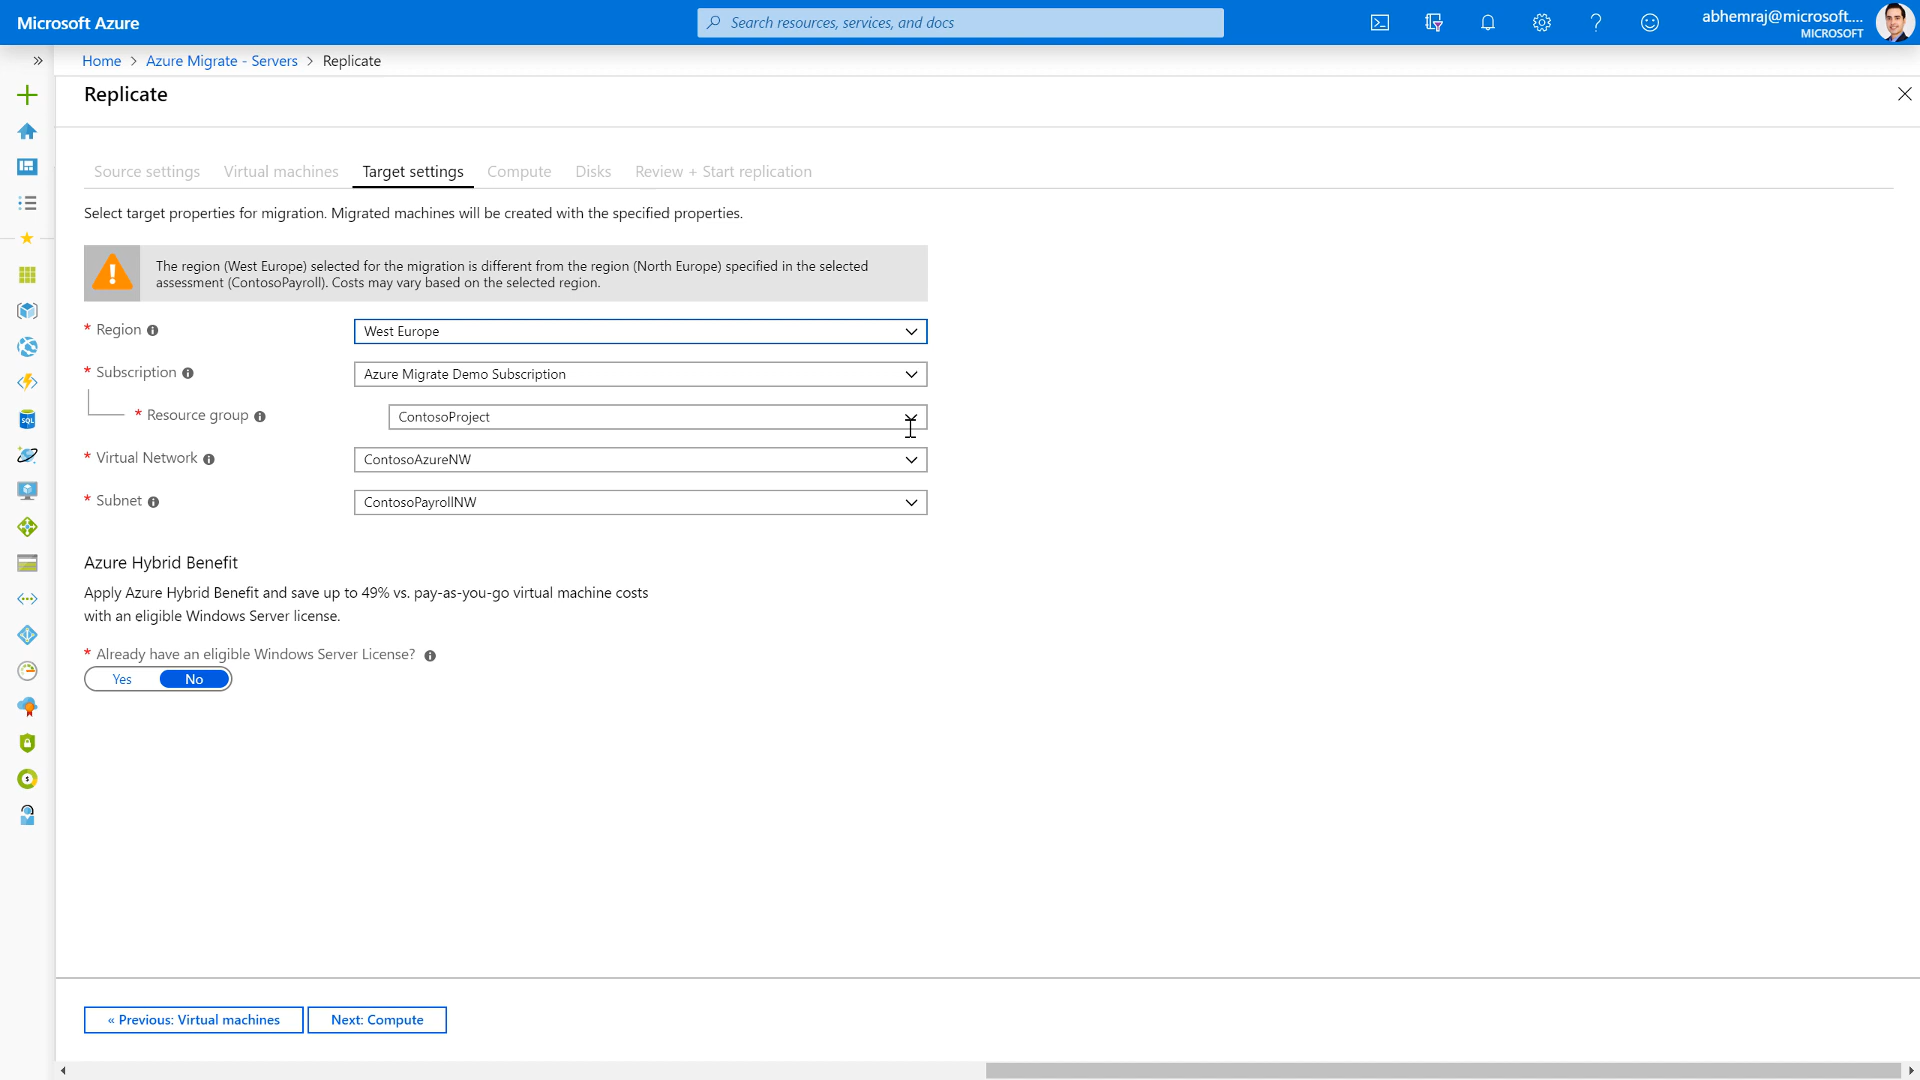 Microsoft Azure
Search resources, services, and docs
abhemraj@microsoft....
MICROSOFT
Home > Azure Migrate - Servers > Replicate
Replicate
Source settings
Virtual machines
Target settings
Compute
Disks
Review + Start replication
Select target properties for migration. Migrated machines will be created with the specified properties.
The region (West Europe) selected for the migration is different from the region (North Europe) specified in the selected
assessment (ContosoPayroll). Costs may vary based on the selected region.
* Region
West Europe
* Subscription
Azure Migrate Demo Subscription
* Resource group
ContosoProject
* Virtual Network
ContosoAzureNW
* Subnet
ContosoPayrollNW
Azure Hybrid Benefit
Apply Azure Hybrid Benefit and save up to 49% vs. pay-as-you-go virtual machine costs
with an eligible Windows Server license.
* Already have an eligible Windows Server License?
Yes
No
« Previous: Virtual machines
Next: Compute